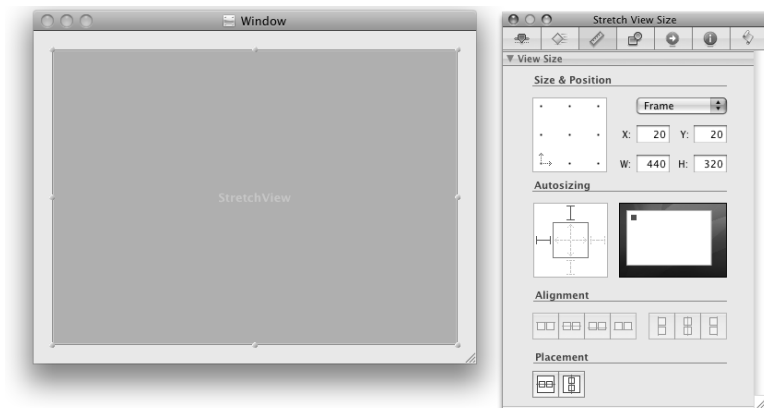 Window
StretchView
Stretch View Size
View Size
Size & Position
Frame
X: 20 Y: 20
W: 440 H: 320
Autosizing
Alignment
Placement